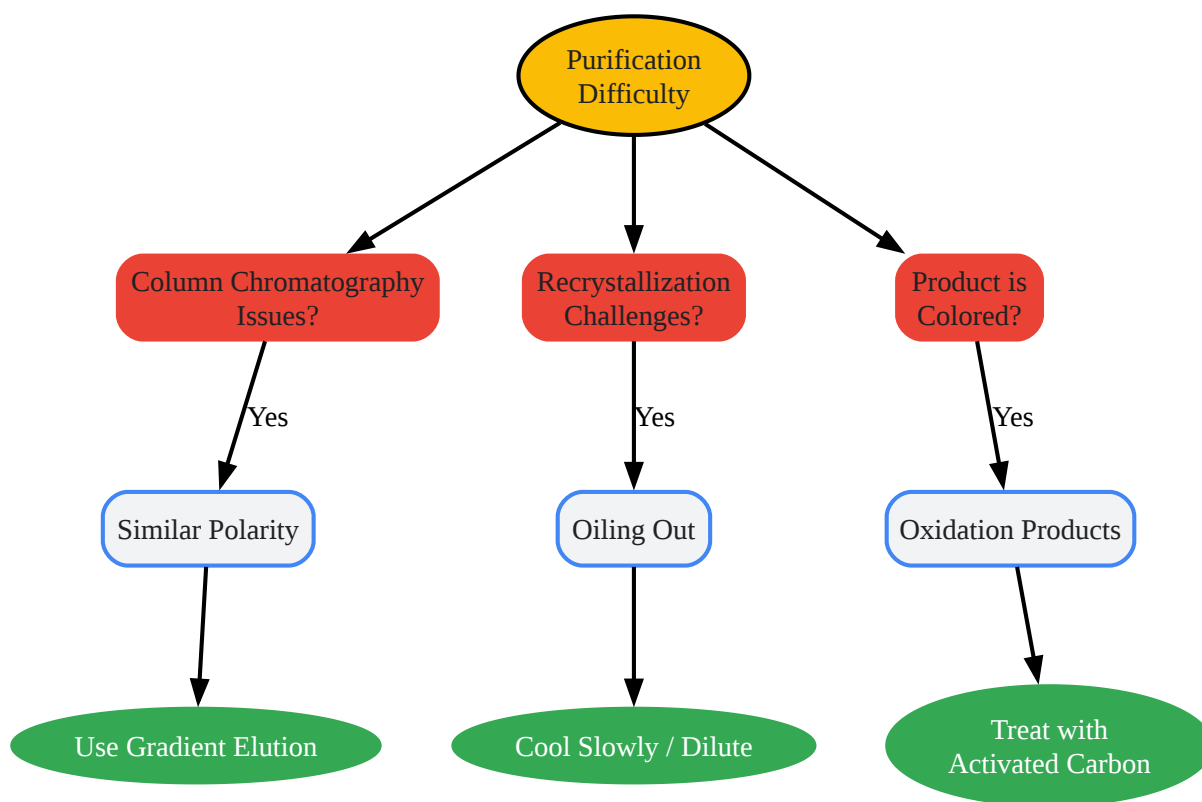 Purification
Difficulty
Column Chromatography
Issues?
Recrystallization
Challenges?
Product is
Colored?
Yes
Yes
Yes
Similar Polarity
Oiling Out
Oxidation Products
Use Gradient Elution
Cool Slowly / Dilute
Treat with
Activated Carbon